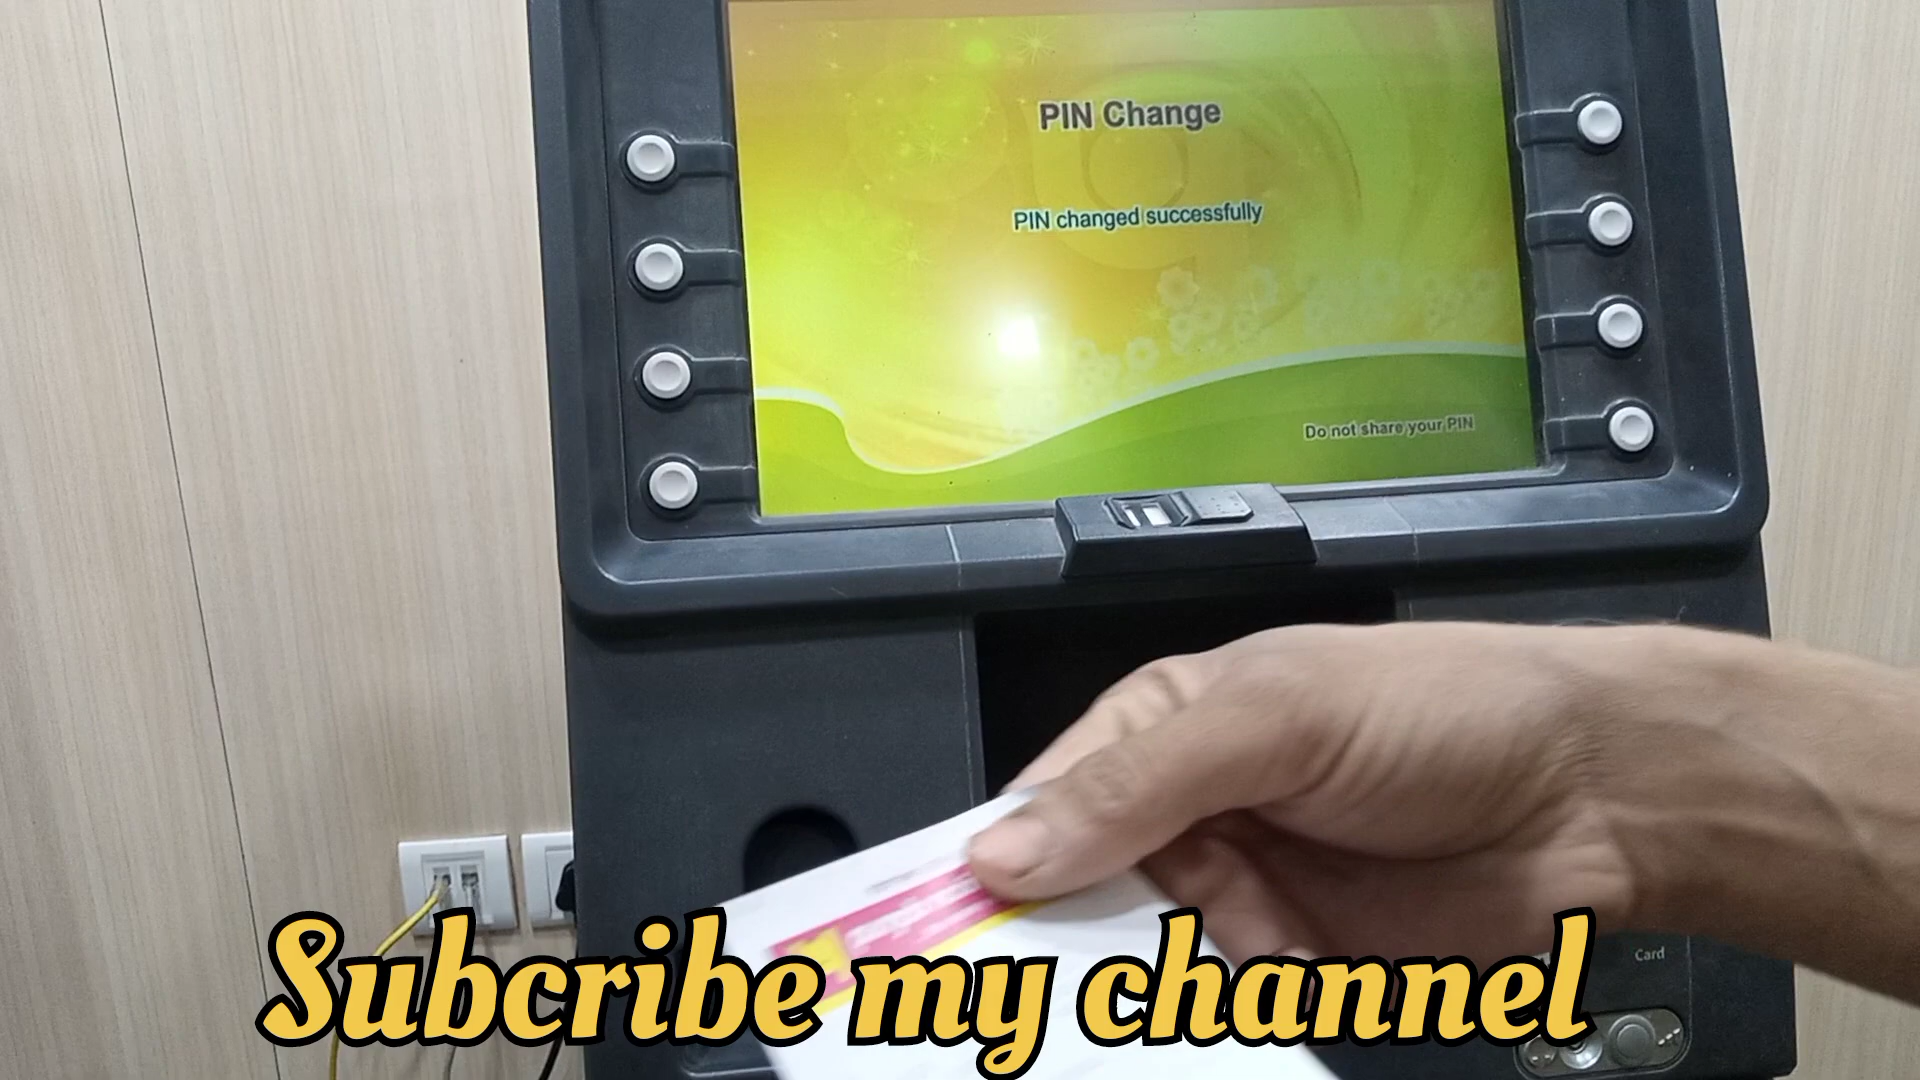 PIN Change
PIN changed successfully
Do not share your PIN
Card
Subcribe my channel